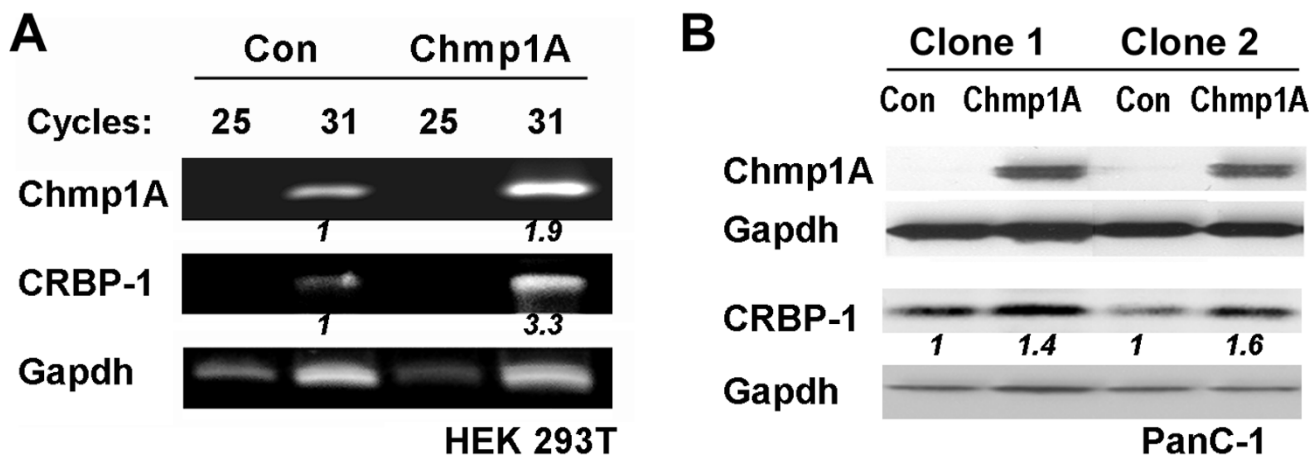 A
Con Chmp1A
Cycles: 25 31 25 31
Chmp1A
1 1.9
CRBP-1
1 3.3
Gapdh
HEK 293T
B
Clone 1 Clone 2
Con Chmp1A Con Chmp1A
Chmp1A
Gapdh
CRBP-1
1 1.4 1 1.6
Gapdh
PanC-1